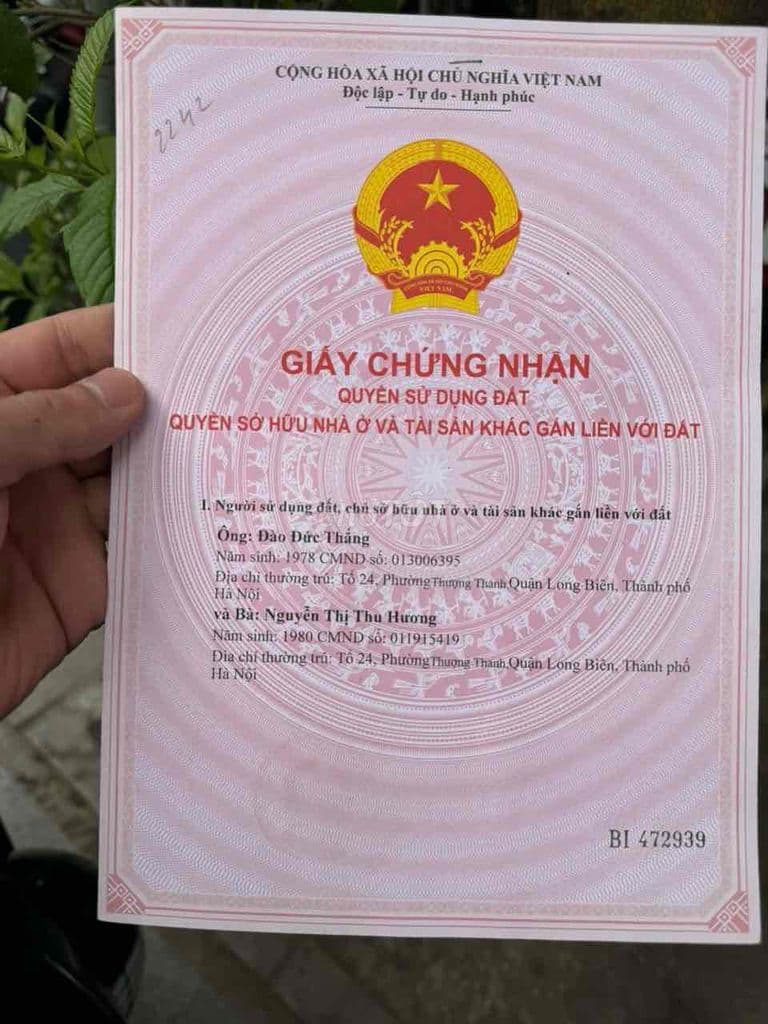 CỘNG HÒA XÃ HỘI CHỦ NGHĨA VIỆT NAM
Độc lập - Tự do - Hạnh phúc
2242
VIỆT NAM
GIẤY CHỨNG NHẬN
QUYỀN SỬ DỤNG ĐẤT
QUYỀN SỞ HỮU NHÀ Ở VÀ TÀI SẢN KHÁC GẮN LIỀN VỚI ĐẤT
I. Người sử dụng đất, chủ sở hữu nhà ở và tài sản khác gắn liền với đất
Ông: Đào Đức Thắng
Năm sinh: 1978 CMND số: 013006395
Địa chỉ thường trú: Tổ 24, Phường Thượng Thanh, Quận Long Biên, Thành phố
Hà Nội
và Bà: Nguyễn Thị Thu Hương
Năm sinh: 1980 CMND số: 011915419
Địa chỉ thường trú: Tổ 24, Phường Thượng Thanh, Quận Long Biên, Thành phố
Hà Nội
BI 472939